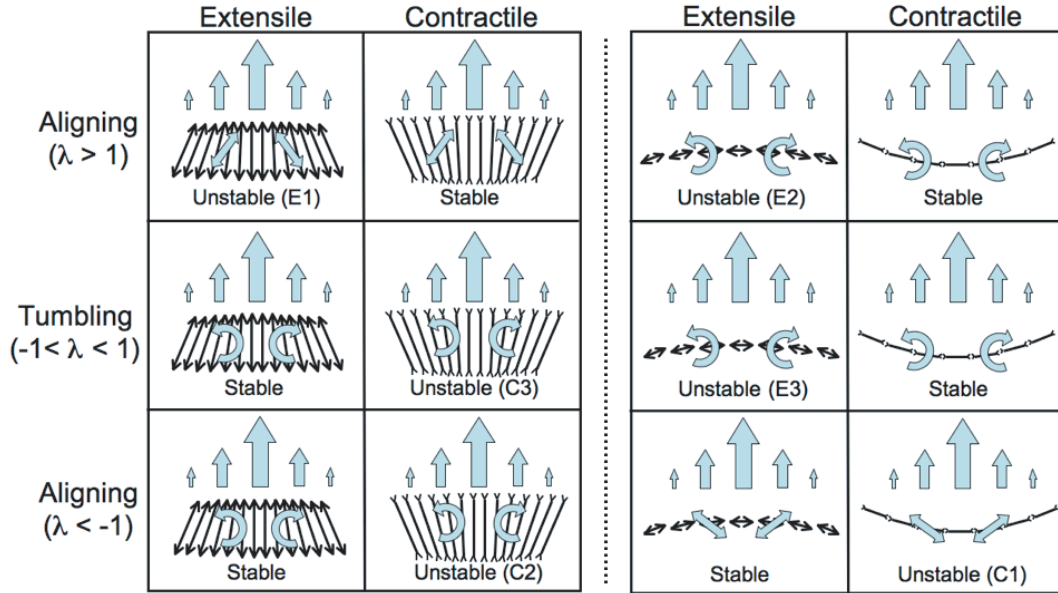 Extensile Contractile Extensile Contractile
Aligning
(λ > 1)
Unstable (E1) Stable Unstable (E2) Stable
Tumbling
(-1< λ < 1)
Stable Unstable (C3) Unstable (E3) Stable
Aligning
(λ < -1)
Stable Unstable (C2) Stable Unstable (C1)